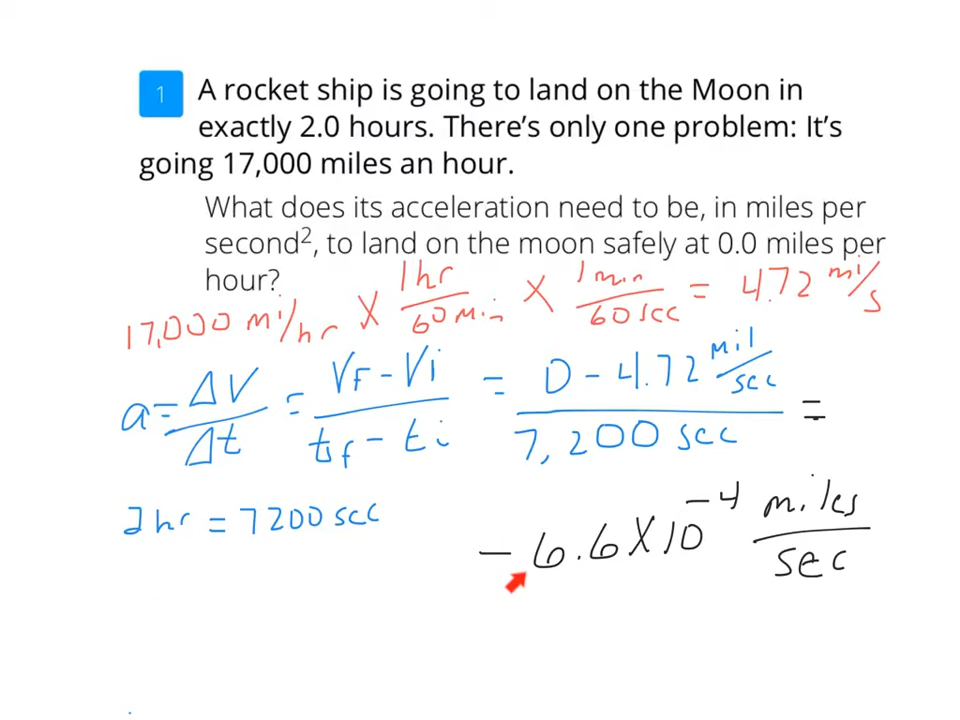 1 A rocket ship is going to land on the Moon in
exactly 2.0 hours. There's only one problem: It's
going 17,000 miles an hour.
What does its acceleration need to be, in miles per
second², to land on the moon safely at 0.0 miles per
hour?
17,000 mi/hr X 1hr/60 min X 1 min/60 sec = 4.72 mi/s
a = ΔV/Δt = Vf - Vi/tf - ti = 0 - 4.72 mil/sec/7,200 sec =
2hr = 7200 sec
-6.6 X 10⁻⁴ miles/sec